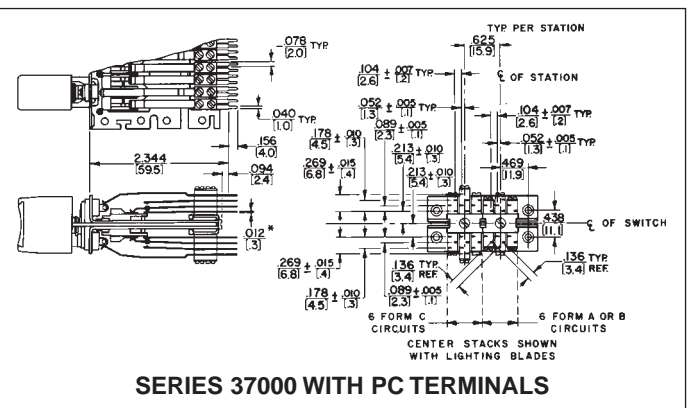 .078 TYP.
[2.0]
.040 TYP.
[1.0]
.156
[4.0]
2.344
[59.5]
.094
[2.4]
.012 *
[.3]
TYP. PER STATION
.625
[15.9]
.104 ± .007 TYP.
[2.6] [.2]
℄ OF STATION
.052 ± .005 TYP.
[1.3] [.1]
.104 ± .007 TYP.
[2.6] [.2]
.089 ± .005
[2.3] [.1]
.178 ± .010
[4.5] [.3]
.052 ± .005 TYP.
[1.3] [.1]
.213 ± .010
[5.4] [.3]
.269 ± .015
[6.8] [.4]
.469
[11.9]
.213 ± .010
[5.4] [.3]
.438
[11.1]
℄ OF SWITCH
.269 ± .015
[6.8] [.4]
.136 TYP.
[3.4] REF.
.136 TYP.
[3.4] REF.
.178 ± .010
[4.5] [.3]
.089 ± .005
[2.3] [.1]
6 FORM C
CIRCUITS
6 FORM A OR B
CIRCUITS
CENTER STACKS SHOWN
WITH LIGHTING BLADES
SERIES 37000 WITH PC TERMINALS